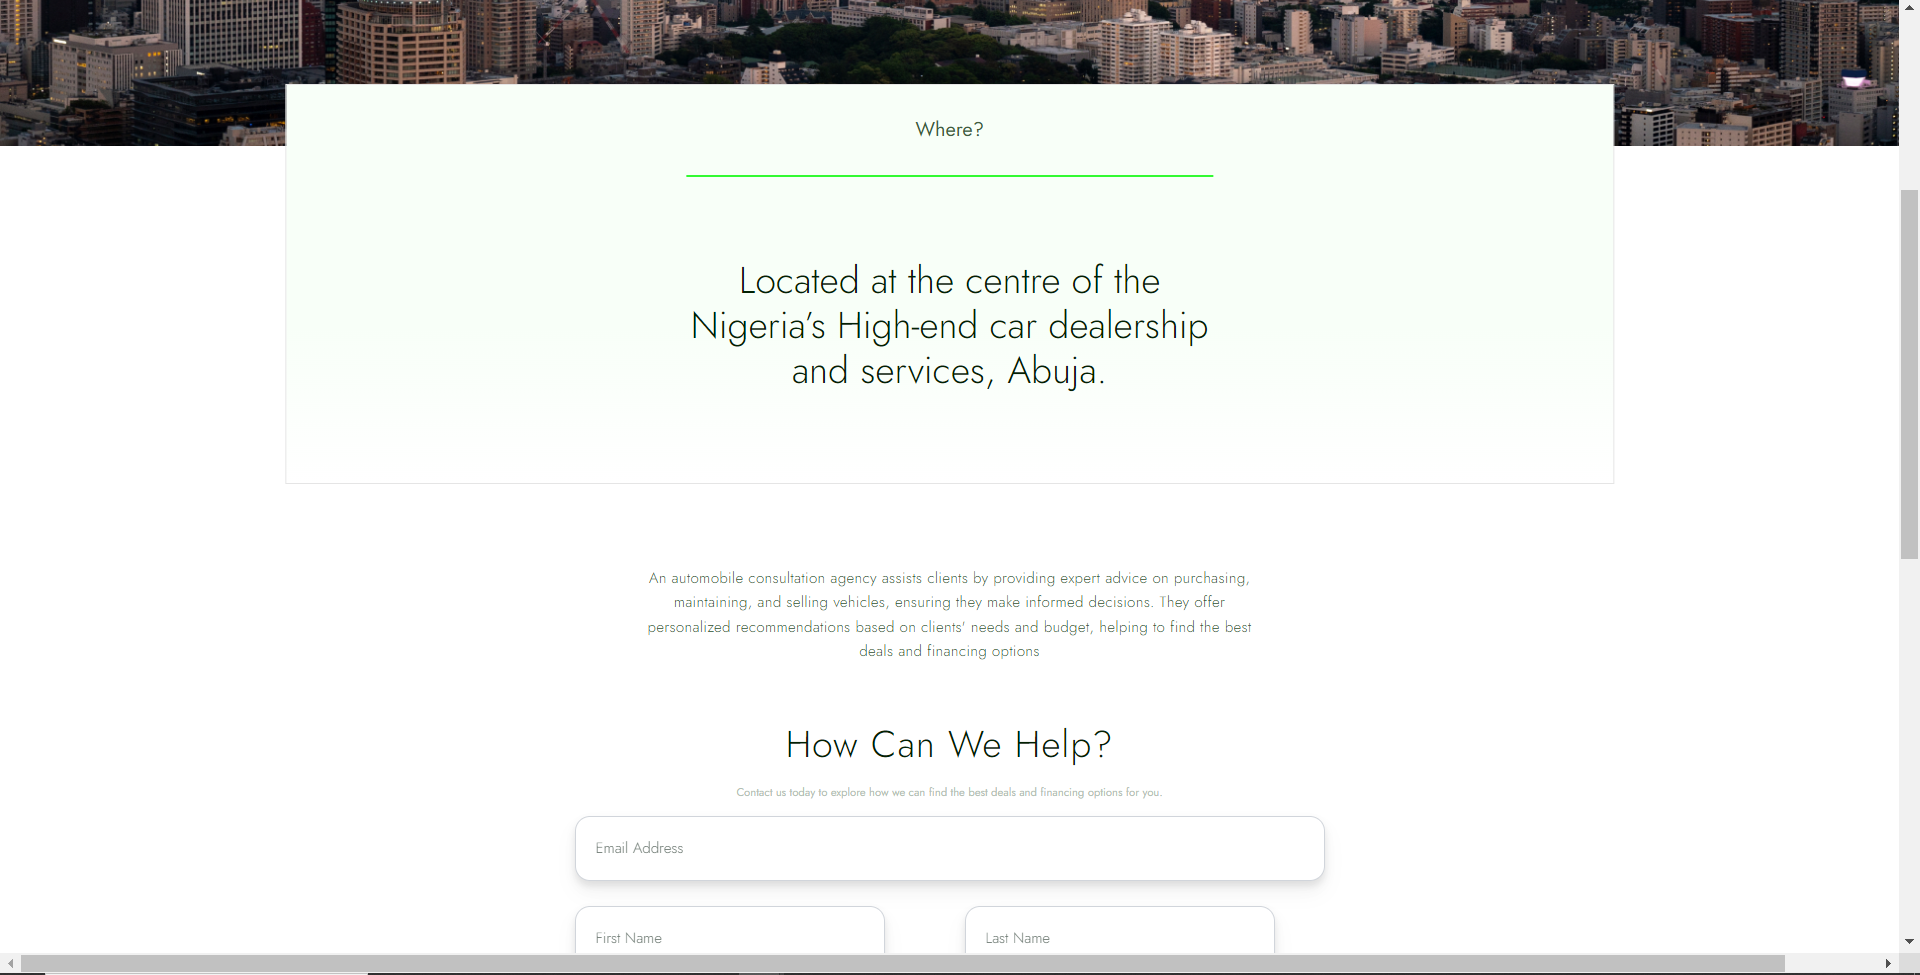 Where?
Located at the centre of the
Nigeria’s High-end car dealership
and services, Abuja.
An automobile consultation agency assists clients by providing expert advice on purchasing,
maintaining, and selling vehicles, ensuring they make informed decisions. They offer
personalized recommendations based on clients' needs and budget, helping to find the best
deals and financing options
How Can We Help?
Contact us today to explore how we can find the best deals and financing options for you.
Email Address
First Name
Last Name